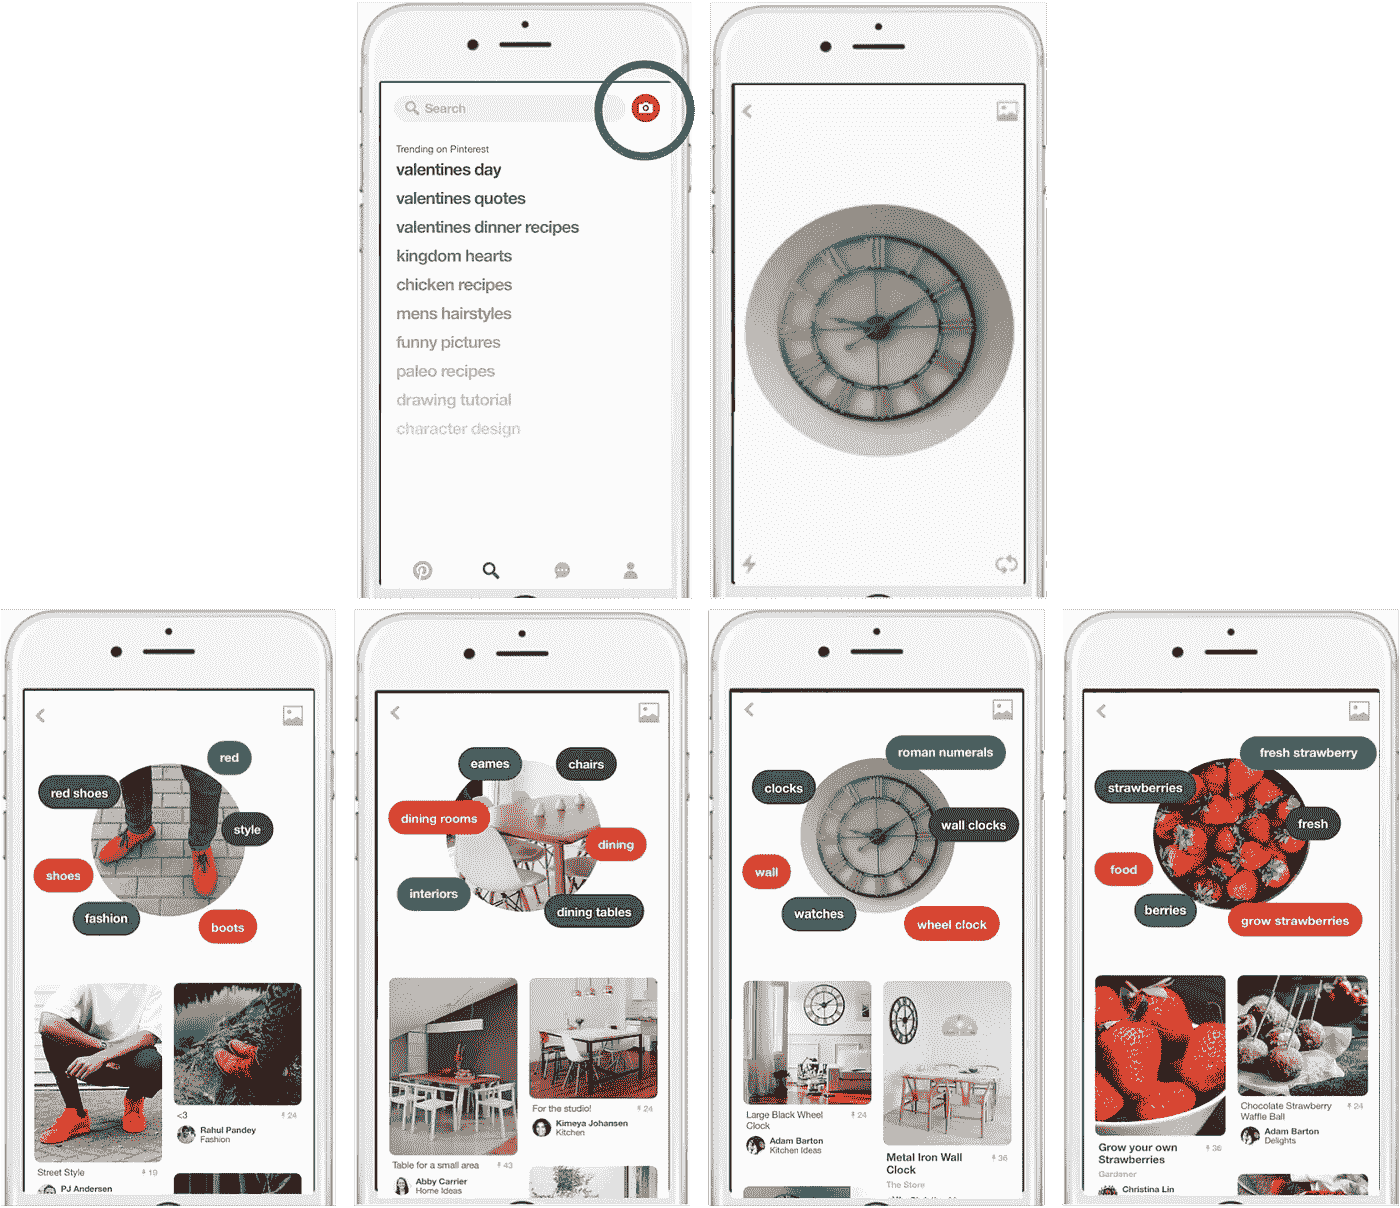 Search
Trending on Pinterest
valentines day
valentines quotes
valentines dinner recipes
kingdom hearts
chicken recipes
mens hairstyles
funny pictures
paleo recipes
drawing tutorial
character design
red
red shoes
style
shoes
fashion
boots
<3
24
Rahul Pandey
Fashion
Street Style
19
PJ Andersen
eames
chairs
dining rooms
dining
interiors
dining tables
For the studio!
24
Kimeya Johansen
Kitchen
Table for a small area
43
Abby Carrier
Home Ideas
roman numerals
clocks
wall clocks
wall
watches
wheel clock
Large Black Wheel
Clock
24
Adam Barton
Kitchen Ideas
Metal Iron Wall
Clock
36
The Store
fresh strawberry
strawberries
fresh
food
berries
grow strawberries
Chocolate Strawberry
Waffle Ball
24
Adam Barton
Delights
Grow your own
Strawberries
36
Gardener
Christina Lin